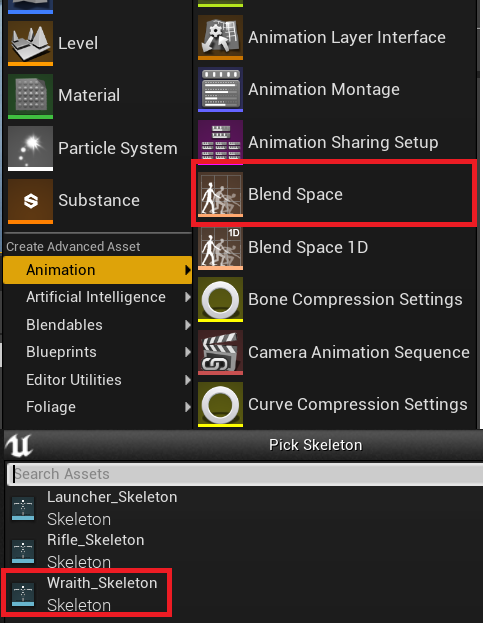 Level
Material
Particle System
Substance
Create Advanced Asset
Animation
Artificial Intelligence
Blendables
Blueprints
Editor Utilities
Foliage
Animation Layer Interface
Animation Montage
Animation Sharing Setup
Blend Space
1D
Blend Space 1D
Bone Compression Settings
Camera Animation Sequence
Curve Compression Settings
Pick Skeleton
Search Assets
Launcher_Skeleton
Skeleton
Rifle_Skeleton
Skeleton
Wraith_Skeleton
Skeleton